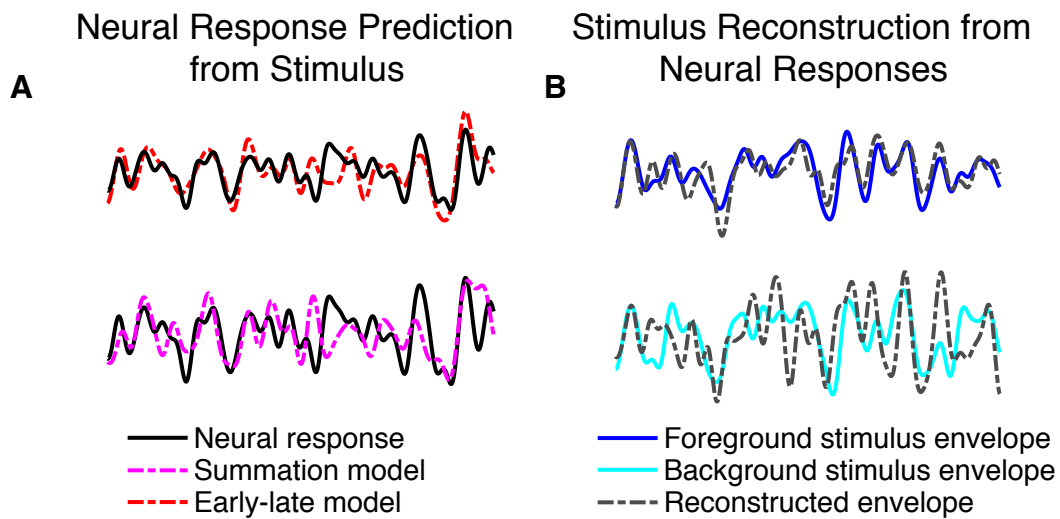 Neural Response Prediction
from Stimulus
Stimulus Reconstruction from
Neural Responses
A
B
Neural response
Summation model
Early-late model
Foreground stimulus envelope
Background stimulus envelope
Reconstructed envelope